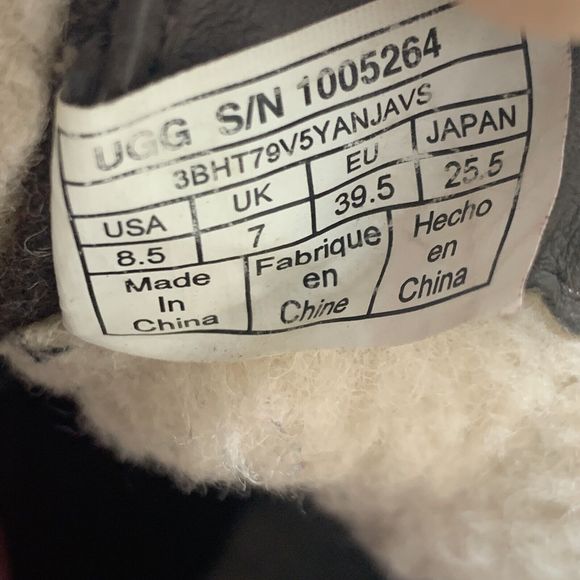 UGG S/N 1005264
3BHT79V5YANJAVS
USA UK EU JAPAN
8.5 7 39.5 25.5
Made Fabrique Hecho
In en en
China Chine China